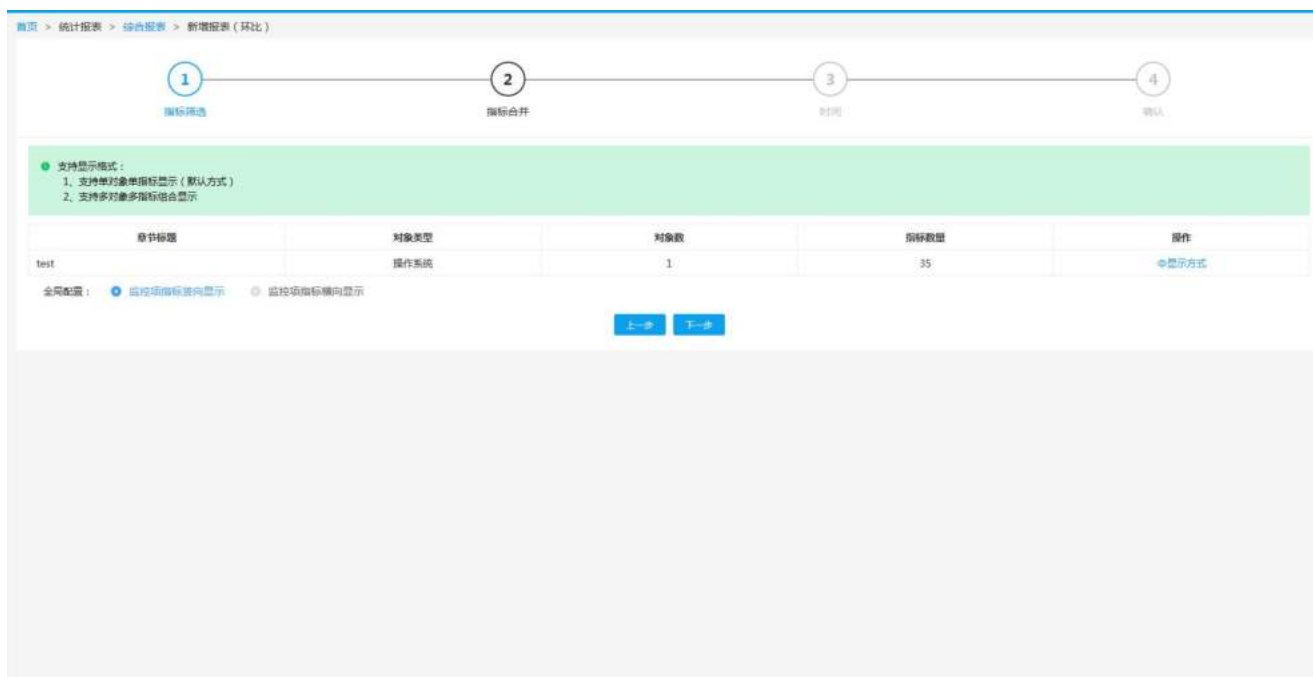 首页 > 统计报表 > 综合报表 > 新增报表（环比）
1 2 3 4
指标筛选 指标合并 时间 确认
支持显示格式：
1、支持单对象单指标显示（默认方式）
2、支持多对象多指标组合显示
章节标题 对象类型 对象数 指标数量 操作
test 操作系统 1 35 显示方式
全局配置： 监控项指标竖向显示 监控项指标横向显示
上一步 下一步